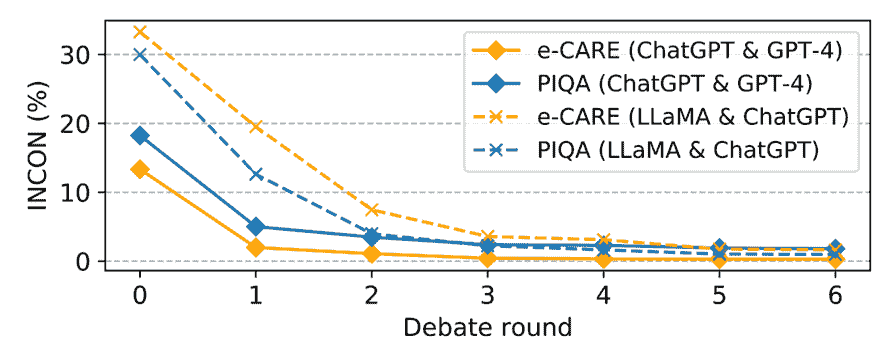 INCON (%)
30
20
10
0
e-CARE (ChatGPT & GPT-4)
PIQA (ChatGPT & GPT-4)
e-CARE (LLaMA & ChatGPT)
PIQA (LLaMA & ChatGPT)
0 1 2 3 4 5 6
Debate round